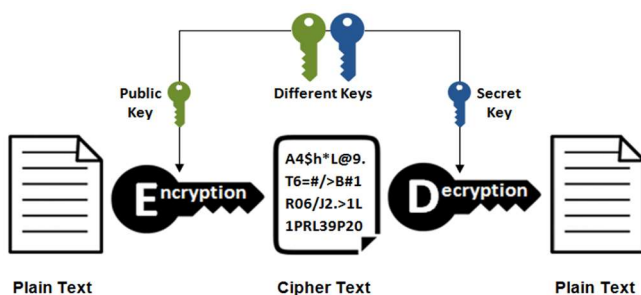 Public
Key
Different Keys
Secret
Key
Encryption
A4$h*L@9.
T6=#/>B#1
R06/J2.>1L
1PRL39P20
Decryption
Plain Text
Cipher Text
Plain Text